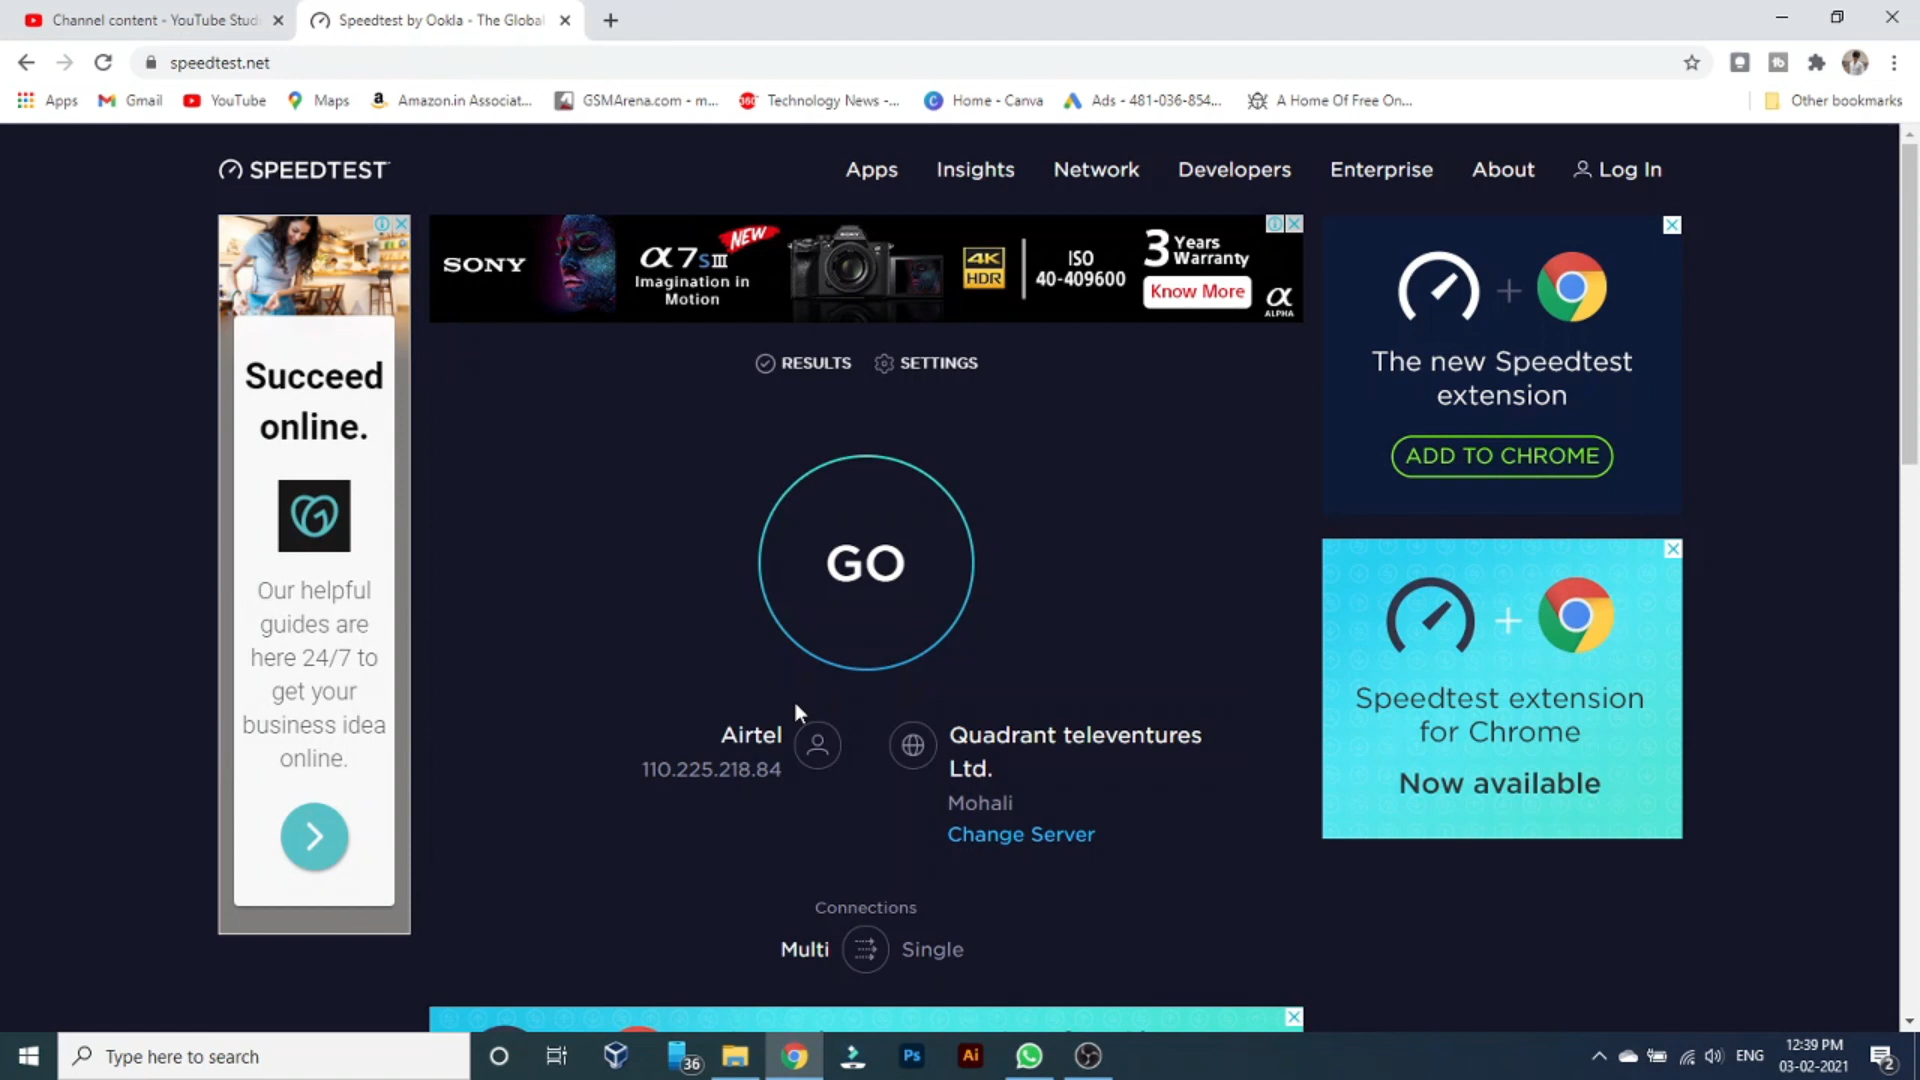 Channel content - YouTube Stud
Speedtest by Ookla - The Global
speedtest.net
Apps
Gmail
YouTube
Maps
Amazon.in Associat...
GSMArena.com - m...
Technology News -...
Home - Canva
Ads - 481-036-854...
A Home Of Free On...
Other bookmarks
SPEEDTEST
Apps
Insights
Network
Developers
Enterprise
About
Log In
Succeed
online.
Our helpful
guides are
here 24/7 to
get your
business idea
online.
SONY
α7sIII
NEW
Imagination in
Motion
4K
HDR
ISO
40-409600
3 Years
Warranty
Know More
α
ALPHA
RESULTS
SETTINGS
GO
Airtel
110.225.218.84
Quadrant televentures
Ltd.
Mohali
Change Server
Connections
Multi
Single
The new Speedtest
extension
ADD TO CHROME
Speedtest extension
for Chrome
Now available
Type here to search
36
Ps
Ai
ENG
12:39 PM
03-02-2021
2